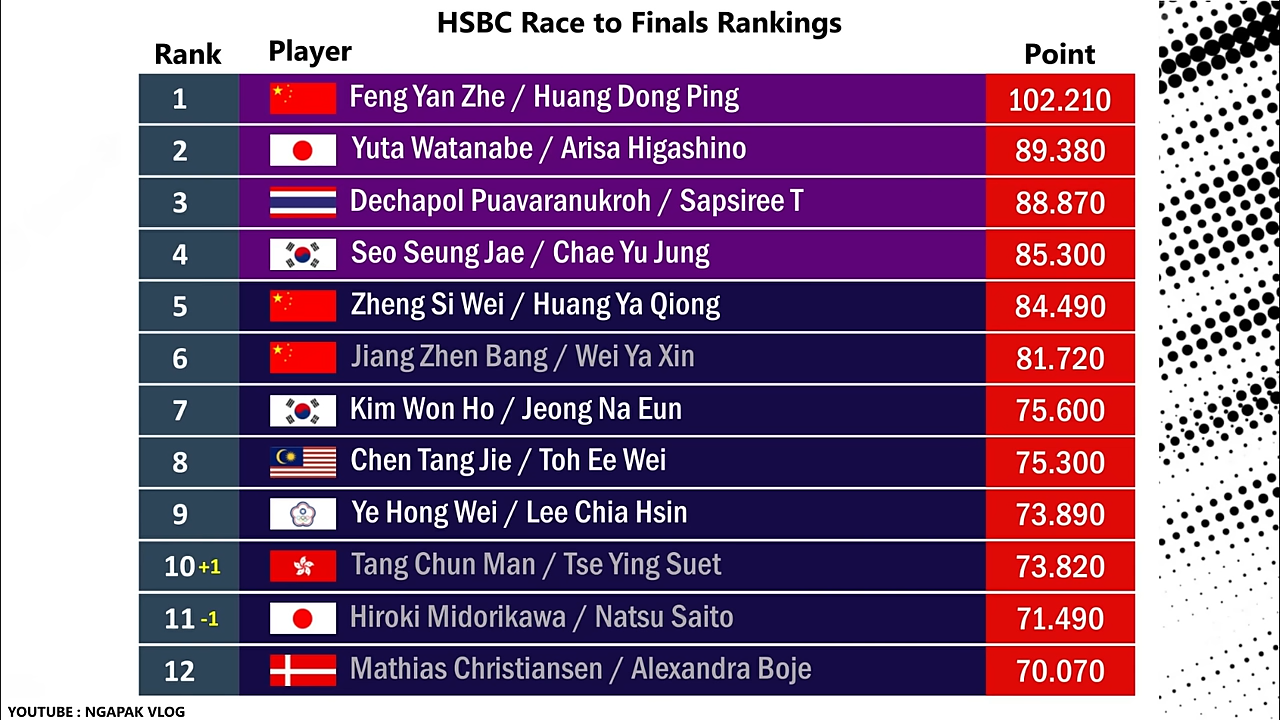 HSBC Race to Finals Rankings
Rank Player Point
1 Feng Yan Zhe / Huang Dong Ping 102.210
2 Yuta Watanabe / Arisa Higashino 89.380
3 Dechapol Puavaranukroh / Sapsiree T 88.870
4 Seo Seung Jae / Chae Yu Jung 85.300
5 Zheng Si Wei / Huang Ya Qiong 84.490
6 Jiang Zhen Bang / Wei Ya Xin 81.720
7 Kim Won Ho / Jeong Na Eun 75.600
8 Chen Tang Jie / Toh Ee Wei 75.300
9 Ye Hong Wei / Lee Chia Hsin 73.890
10 +1 Tang Chun Man / Tse Ying Suet 73.820
11 -1 Hiroki Midorikawa / Natsu Saito 71.490
12 Mathias Christiansen / Alexandra Boje 70.070
YOUTUBE : NGAPAK VLOG